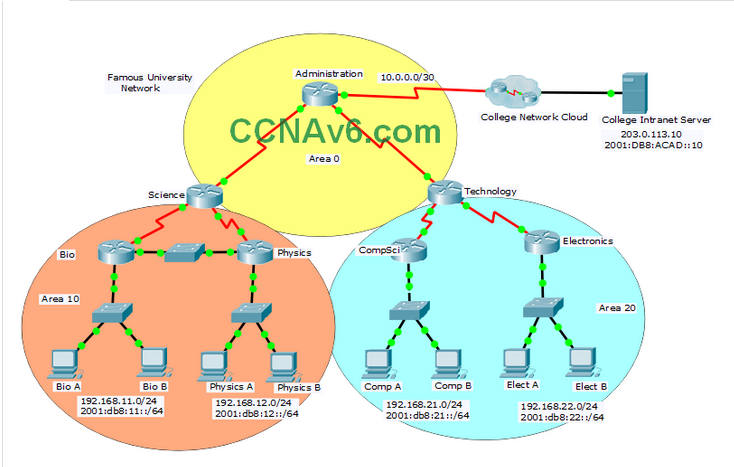 Famous University
Network
Administration
10.0.0.0/30
College Network Cloud
College Intranet Server
203.0.113.10
2001:DB8:ACAD::10
CCNAv6.com
Area 0
Science
Technology
Bio
Physics
CompSci
Electronics
Area 10
Area 20
Bio A
Bio B
Physics A
Physics B
Comp A
Comp B
Elect A
Elect B
192.168.11.0/24
2001:db8:11::/64
192.168.12.0/24
2001:db8:12::/64
192.168.21.0/24
2001:db8:21::/64
192.168.22.0/24
2001:db8:22::/64